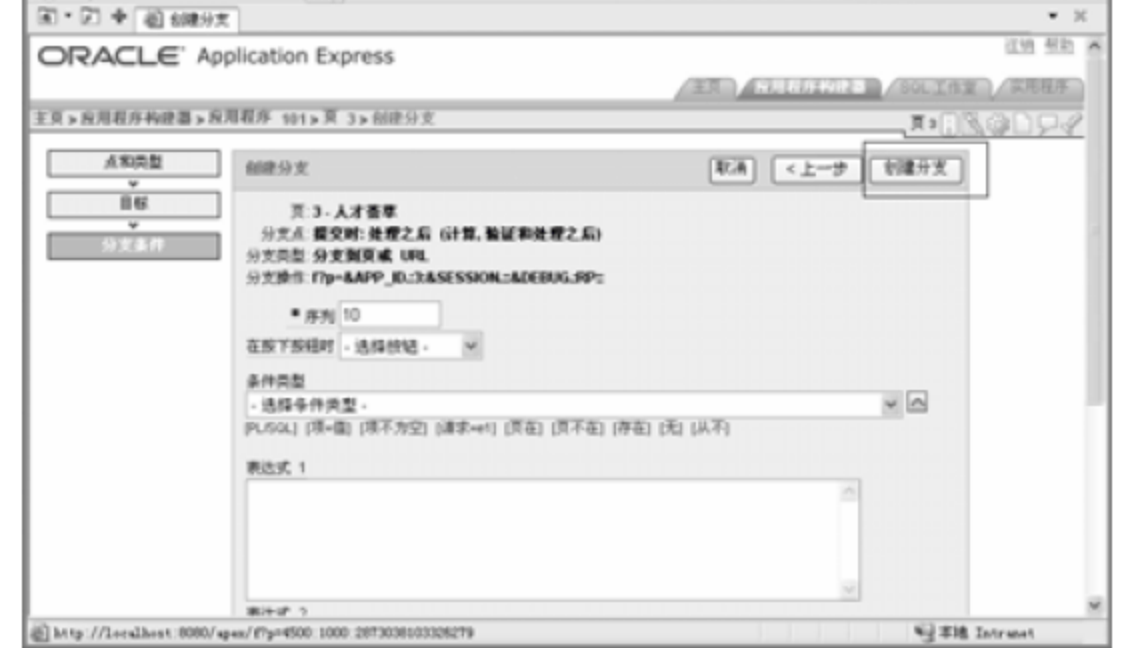 创建分支
ORACLE Application Express
注销 帮助
主页 应用程序构建器 SQL 工作室 实用程序
主页 > 应用程序构建器 > 应用程序 101 > 页 3 > 创建分支
页 3
点和类型
目标
分支条件
创建分支
取消 < 上一步 创建分支
页: 3 - 人才荟萃
分支点: 提交时: 处理之后 (计算, 验证和处理之后)
分支类型: 分支到页或 URL
分支操作: f?p=&APP_ID.:3:&SESSION.::&DEBUG.:RP::
* 序列 10
在按下按钮时 - 选择按钮 -
条件类型
- 选择条件类型 -
[PL/SQL] [项=值] [项不为空] [请求=e1] [页在] [页不在] [存在] [无] [从不]
表达式 1
表达式 2
http://localhost:8080/apex/f?p=4500:1000:2873038103328279
本地 Intranet